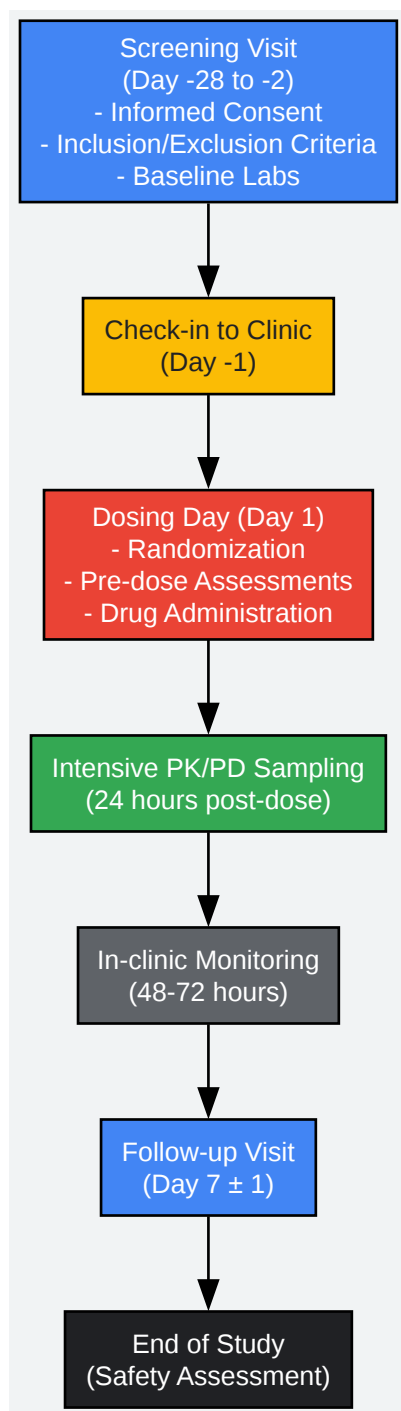 Screening Visit
(Day -28 to -2)
- Informed Consent
- Inclusion/Exclusion Criteria
- Baseline Labs
Check-in to Clinic
(Day -1)
Dosing Day (Day 1)
- Randomization
- Pre-dose Assessments
- Drug Administration
Intensive PK/PD Sampling
(24 hours post-dose)
In-clinic Monitoring
(48-72 hours)
Follow-up Visit
(Day 7 ± 1)
End of Study
(Safety Assessment)